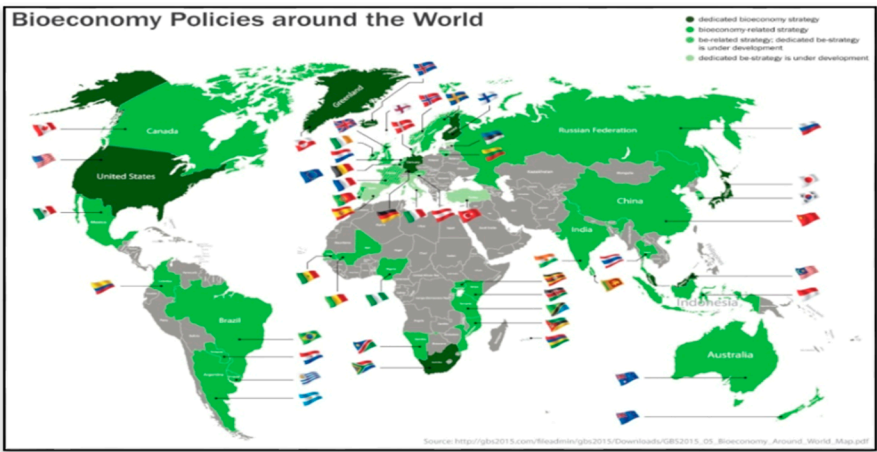 Bioeconomy Policies around the World
dedicated bioeconomy strategy
bioeconomy-related strategy
be-related strategy; dedicated be-strategy
is under development
dedicated be-strategy is under development
Greenland
Canada
Russian Federation
United States
China
India
Mexico
Indonesia
Brazil
Argentina
Australia
Source: http://gbs2015.com/fileadmin/gbs2015/Downloads/GBS2015_05_Bioeconomy_Around_World_Map.pdf